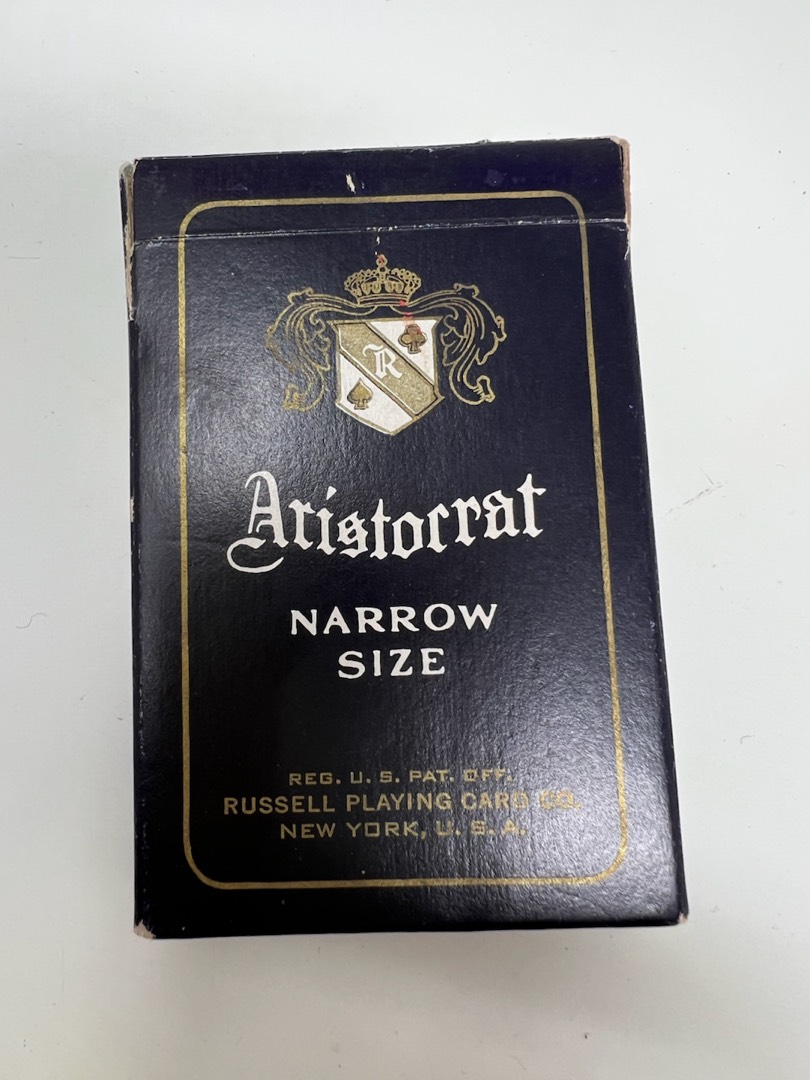 R
Aristocrat
NARROW
SIZE
REG. U. S. PAT. OFF.
RUSSELL PLAYING CARD CO.
NEW YORK, U. S. A.